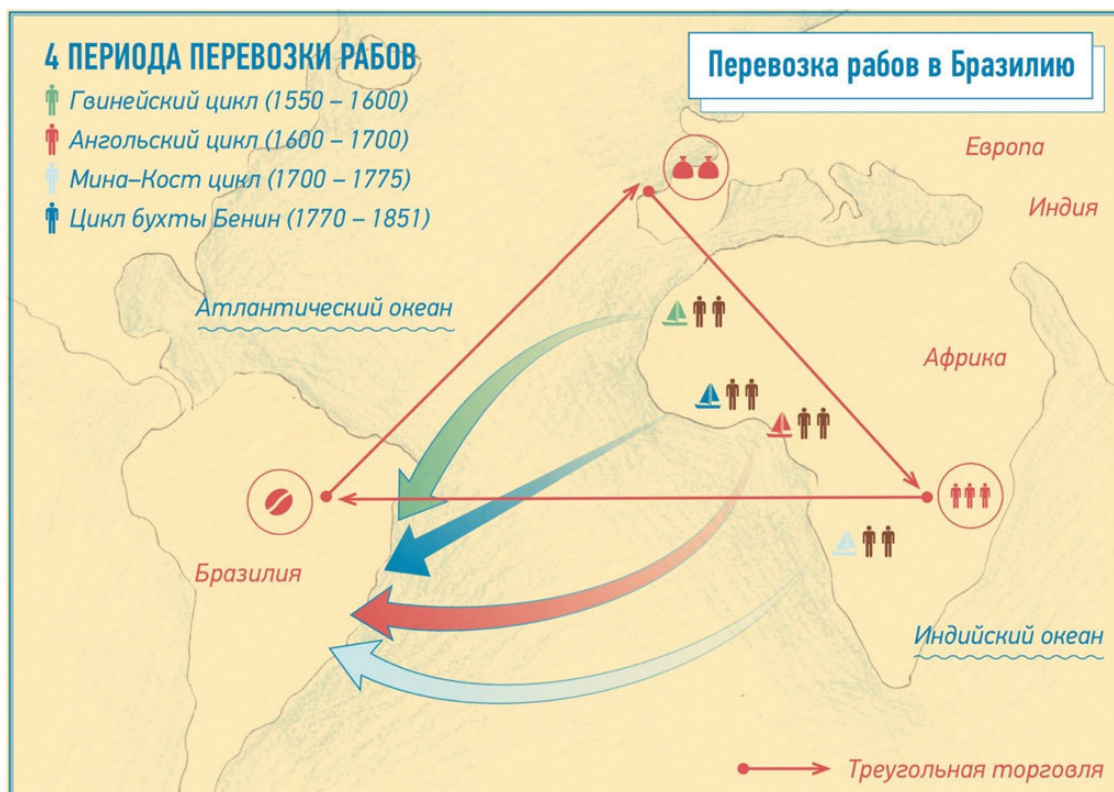 4 ПЕРИОДА ПЕРЕВОЗКИ РАБОВ
Гвинейский цикл (1550 – 1600)
Ангольский цикл (1600 – 1700)
Мина–Кост цикл (1700 – 1775)
Цикл бухты Бенин (1770 – 1851)
Перевозка рабов в Бразилию
Европа
Индия
Атлантический океан
Африка
Бразилия
Индийский океан
Треугольная торговля